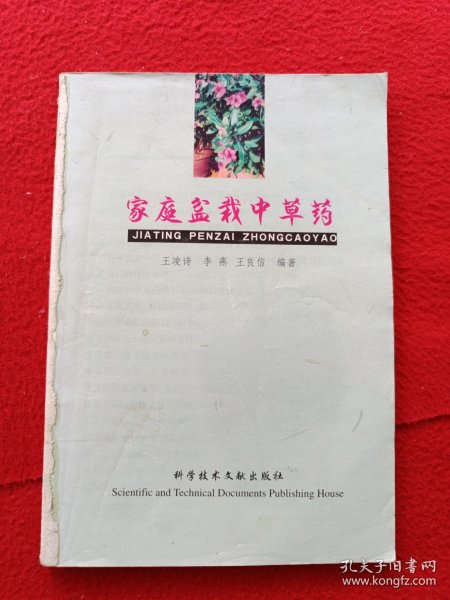 家庭盆栽中草药
JIATING PENZAI ZHONGCAOYAO
王凌诗 李燕 王良信 编著
科学技术文献出版社
Scientific and Technical Documents Publishing House
孔夫子旧书网
www.kongfz.com